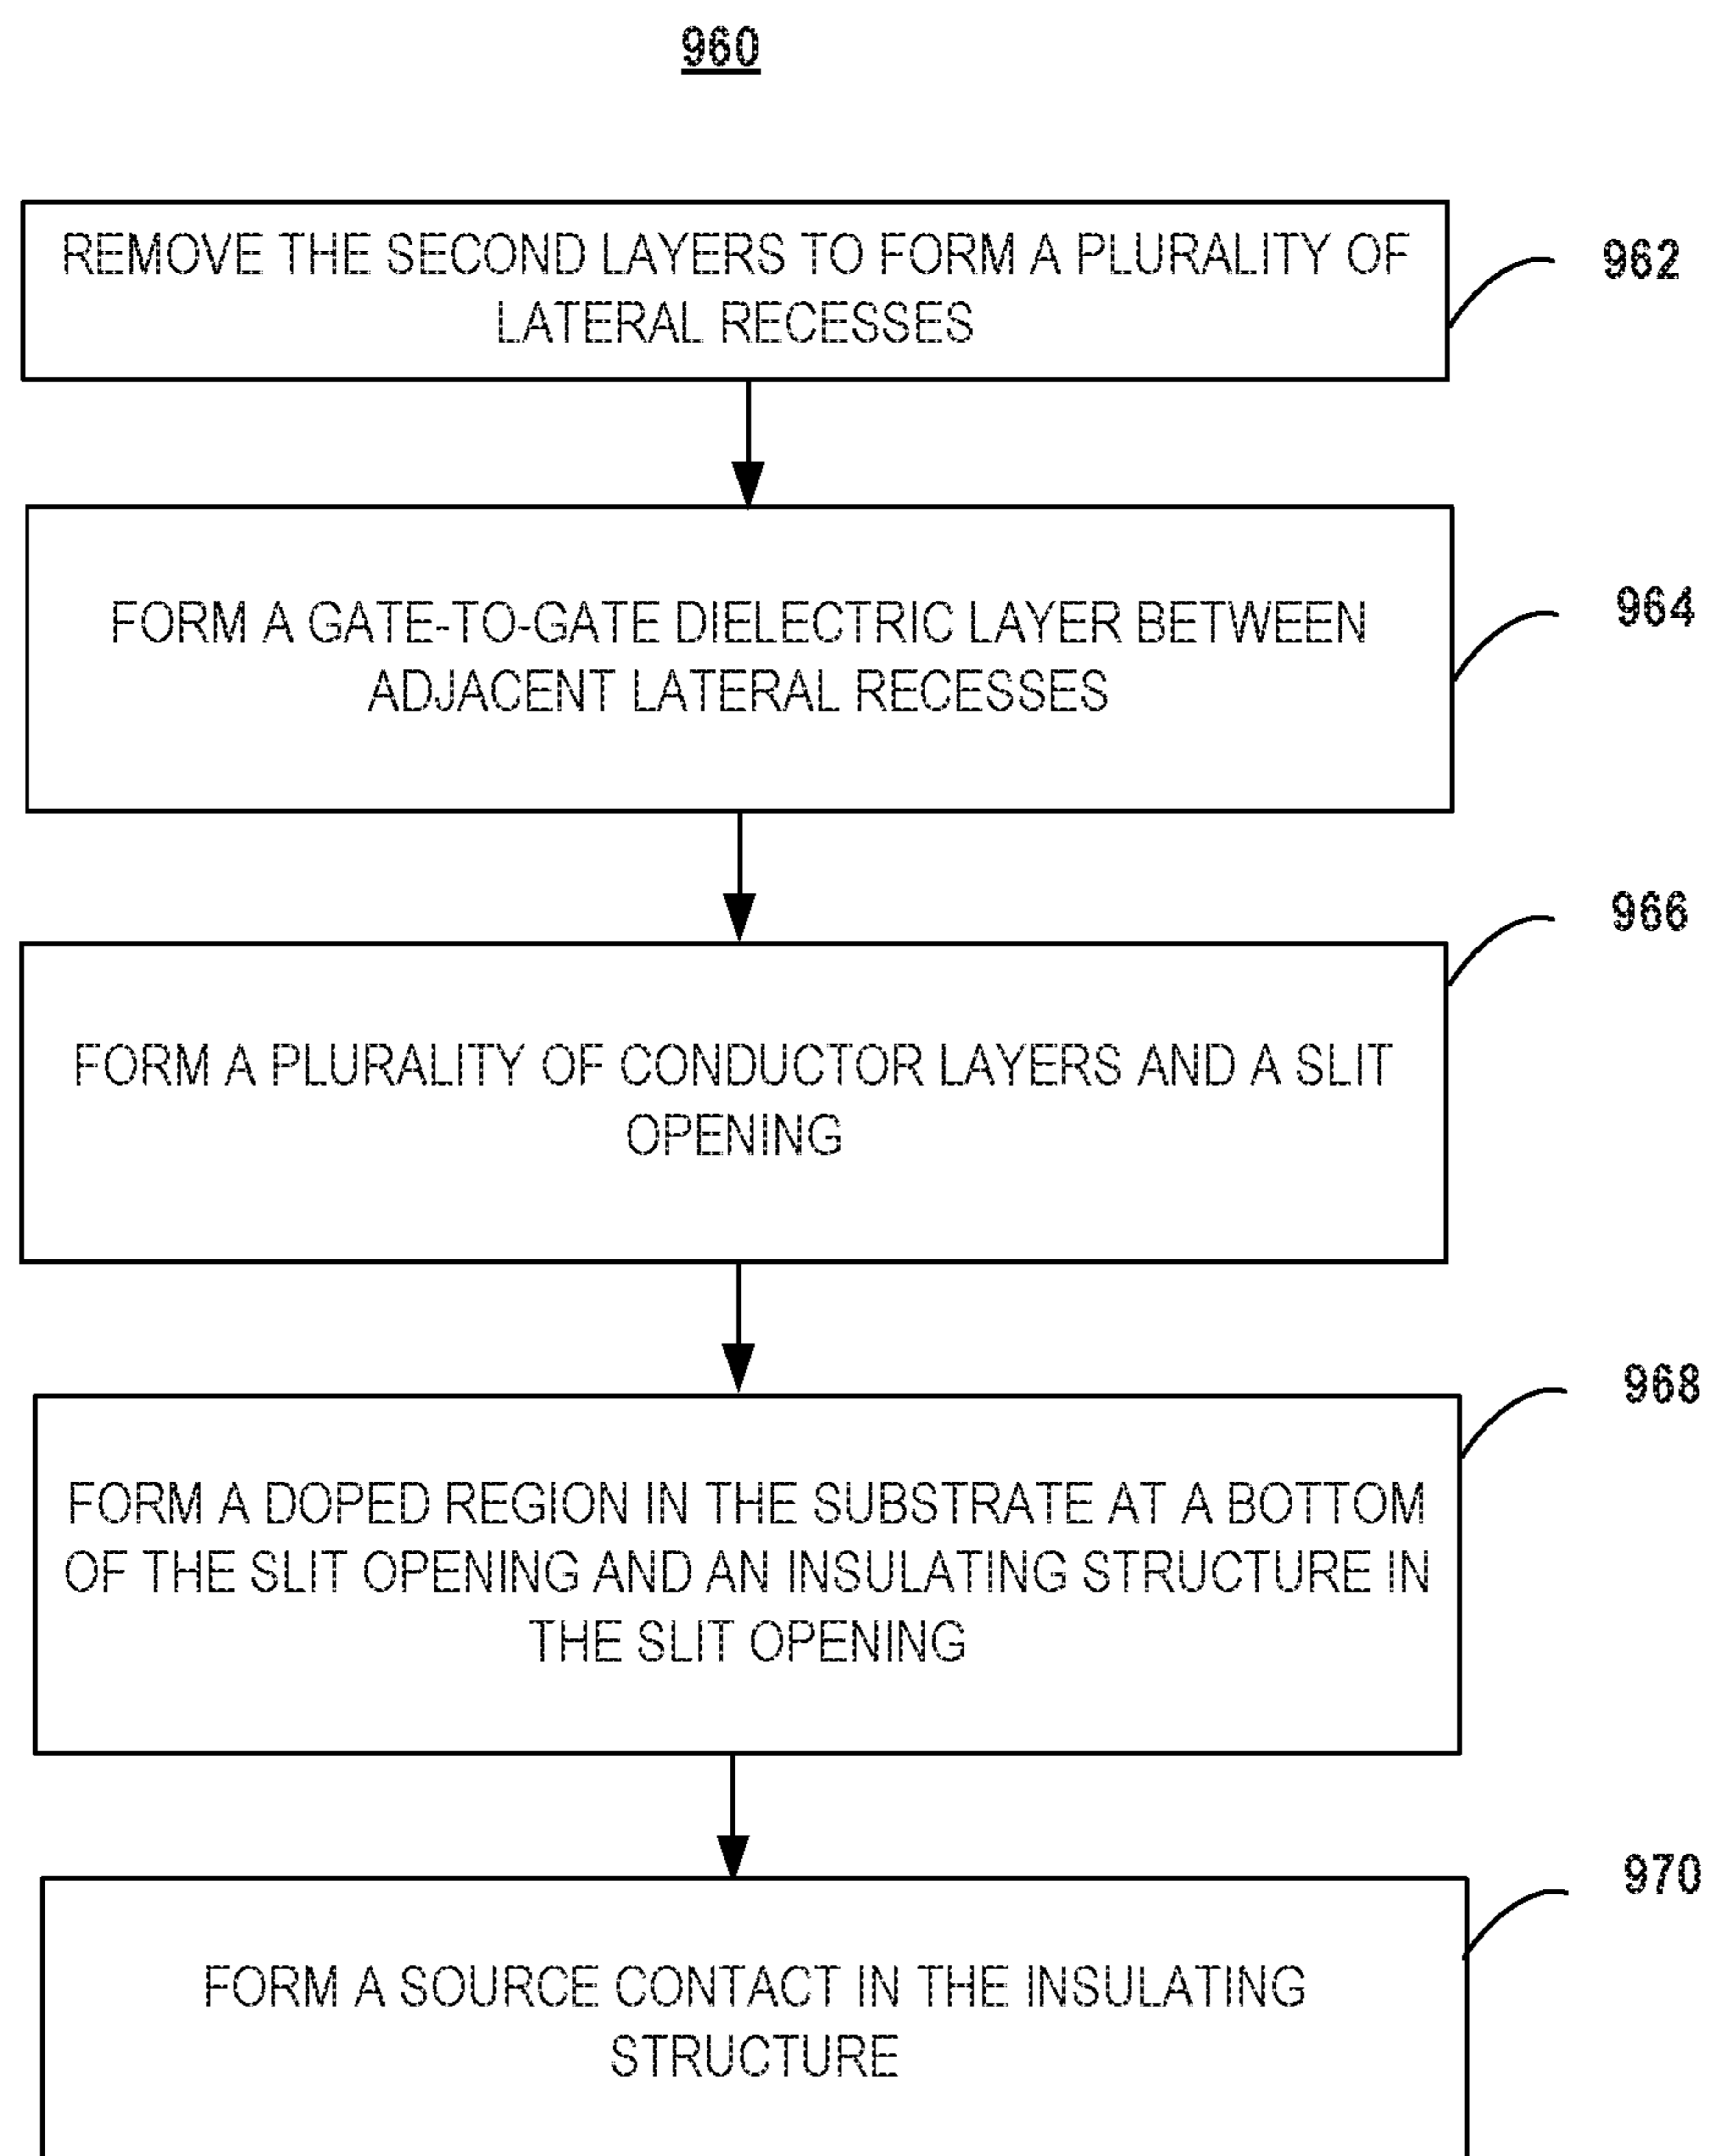 960
REMOVE THE SECOND LAYERS TO FORM A PLURALITY OF
LATERAL RECESSES
962
FORM A GATE-TO-GATE DIELECTRIC LAYER BETWEEN
ADJACENT LATERAL RECESSES
964
966
FORM A PLURALITY OF CONDUCTOR LAYERS AND A SLIT
OPENING
968
FORM A DOPED REGION IN THE SUBSTRATE AT A BOTTOM
OF THE SLIT OPENING AND AN INSULATING STRUCTURE IN
THE SLIT OPENING
970
FORM A SOURCE CONTACT IN THE INSULATING
STRUCTURE